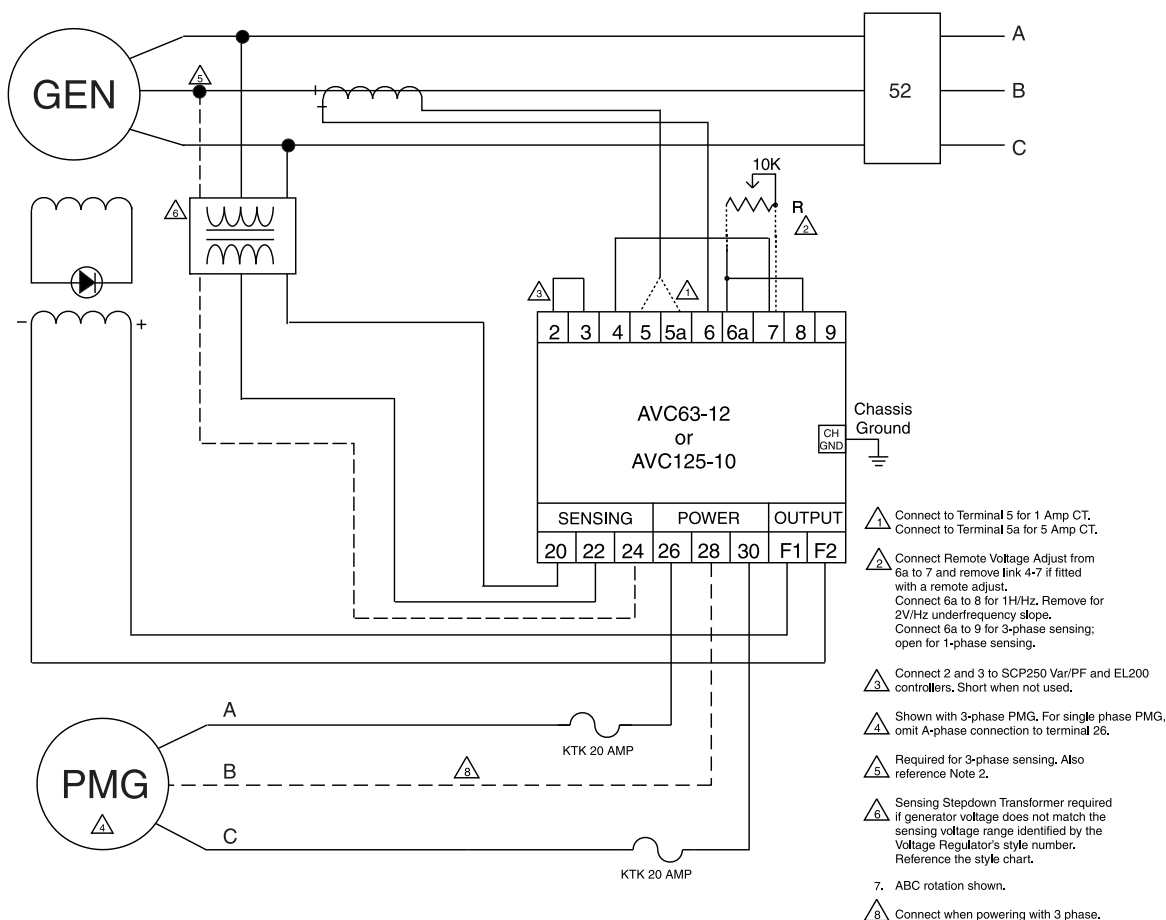 A
5
GEN
52
B
C
10K
R
2
6
3
1
- +
2 3 4 5 5a 6 6a 7 8 9
AVC63-12
or
AVC125-10
CH
GND
Chassis
Ground
SENSING POWER OUTPUT
20 22 24 26 28 30 F1 F2
A
KTK 20 AMP
PMG
4
B
8
C
KTK 20 AMP
1 Connect to Terminal 5 for 1 Amp CT.
Connect to Terminal 5a for 5 Amp CT.
2 Connect Remote Voltage Adjust from
6a to 7 and remove link 4-7 if fitted
with a remote adjust.
Connect 6a to 8 for 1H/Hz. Remove for
2V/Hz underfrequency slope.
Connect 6a to 9 for 3-phase sensing;
open for 1-phase sensing.
3 Connect 2 and 3 to SCP250 Var/PF and EL200
controllers. Short when not used.
4 Shown with 3-phase PMG. For single phase PMG,
omit A-phase connection to terminal 26.
5 Required for 3-phase sensing. Also
reference Note 2.
6 Sensing Stepdown Transformer required
if generator voltage does not match the
sensing voltage range identified by the
Voltage Regulator's style number.
Reference the style chart.
7. ABC rotation shown.
8 Connect when powering with 3 phase.